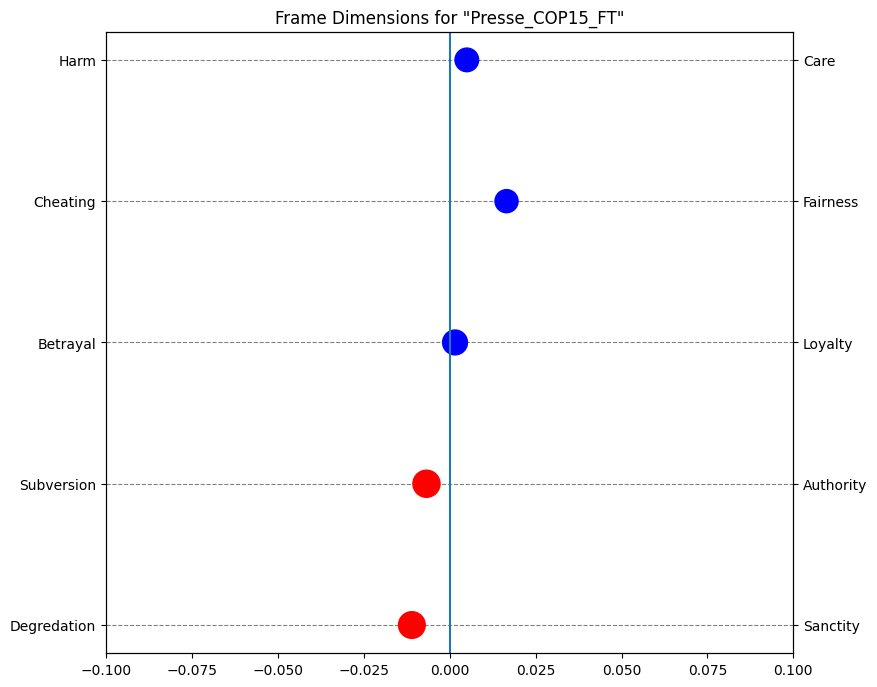 Frame Dimensions for "Presse_COP15_FT"
Harm
Care
Cheating
Fairness
Betrayal
Loyalty
Subversion
Authority
Degredation
Sanctity
−0.100 −0.075 −0.050 −0.025 0.000 0.025 0.050 0.075 0.100